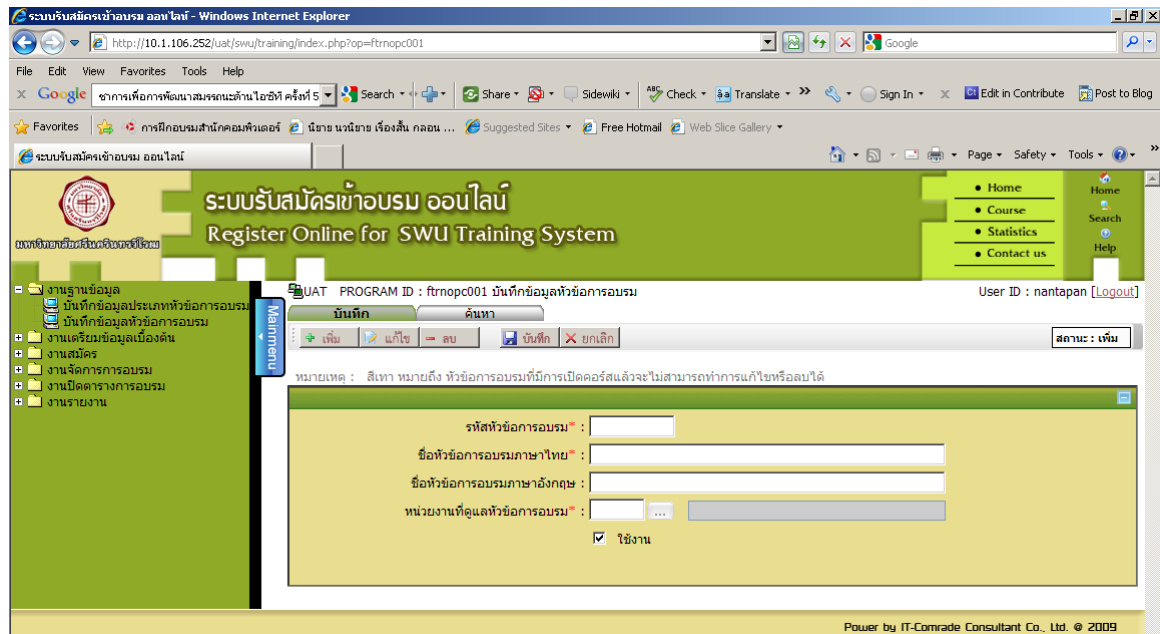 ระบบรับสมัครเข้าอบรม ออนไลน์ - Windows Internet Explorer
http://10.1.106.252/uat/swu/training/index.php?op=ftrnopc001
Google
File Edit View Favorites Tools Help
x Google ชาการเพื่อการพัฒนาสมรรถนะด้านไอซีที ครั้งที่ 5 Search Share Sidewiki Check Translate Sign In x Edit in Contribute Post to Blog
Favorites การฝึกอบรมสำนักคอมพิวเตอร์ นิยาย นวนิยาย เรื่องสั้น กลอน ... Suggested Sites Free Hotmail Web Slice Gallery
ระบบรับสมัครเข้าอบรม ออนไลน์ Page Safety Tools
ระบบรับสมัครเข้าอบรม ออนไลน์
Register Online for SWU Training System
มหาวิทยาลัยศรีนครินทรวิโรฒ
Home
Course
Statistics
Contact us
Home
Search
Help
งานฐานข้อมูล
บันทึกข้อมูลประเภทหัวข้อการอบรม
บันทึกข้อมูลหัวข้อการอบรม
งานเตรียมข้อมูลเบื้องต้น
งานสมัคร
งานจัดการการอบรม
งานปิดตารางการอบรม
งานรายงาน
Mainmenu
UAT PROGRAM ID : ftrnopc001 บันทึกข้อมูลหัวข้อการอบรม
User ID : nantapan [Logout]
บันทึก ค้นหา
เพิ่ม แก้ไข ลบ บันทึก ยกเลิก
สถานะ : เพิ่ม
หมายเหตุ : สีเทา หมายถึง หัวข้อการอบรมที่มีการเปิดคอร์สแล้วจะไม่สามารถทำการแก้ไขหรือลบได้
รหัสหัวข้อการอบรม* :
ชื่อหัวข้อการอบรมภาษาไทย* :
ชื่อหัวข้อการอบรมภาษาอังกฤษ :
หน่วยงานที่ดูแลหัวข้อการอบรม* : ...
ใช้งาน
Power by IT-Comrade Consultant Co., Ltd. @ 2009